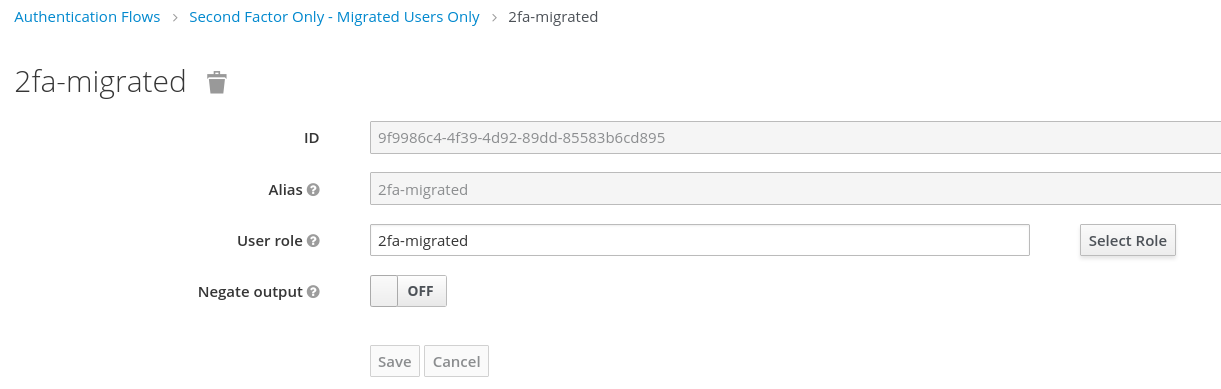 Authentication Flows > Second Factor Only - Migrated Users Only > 2fa-migrated
2fa-migrated
ID 9f9986c4-4f39-4d92-89dd-85583b6cd895
Alias ? 2fa-migrated
User role ? 2fa-migrated Select Role
Negate output ? OFF
Save Cancel